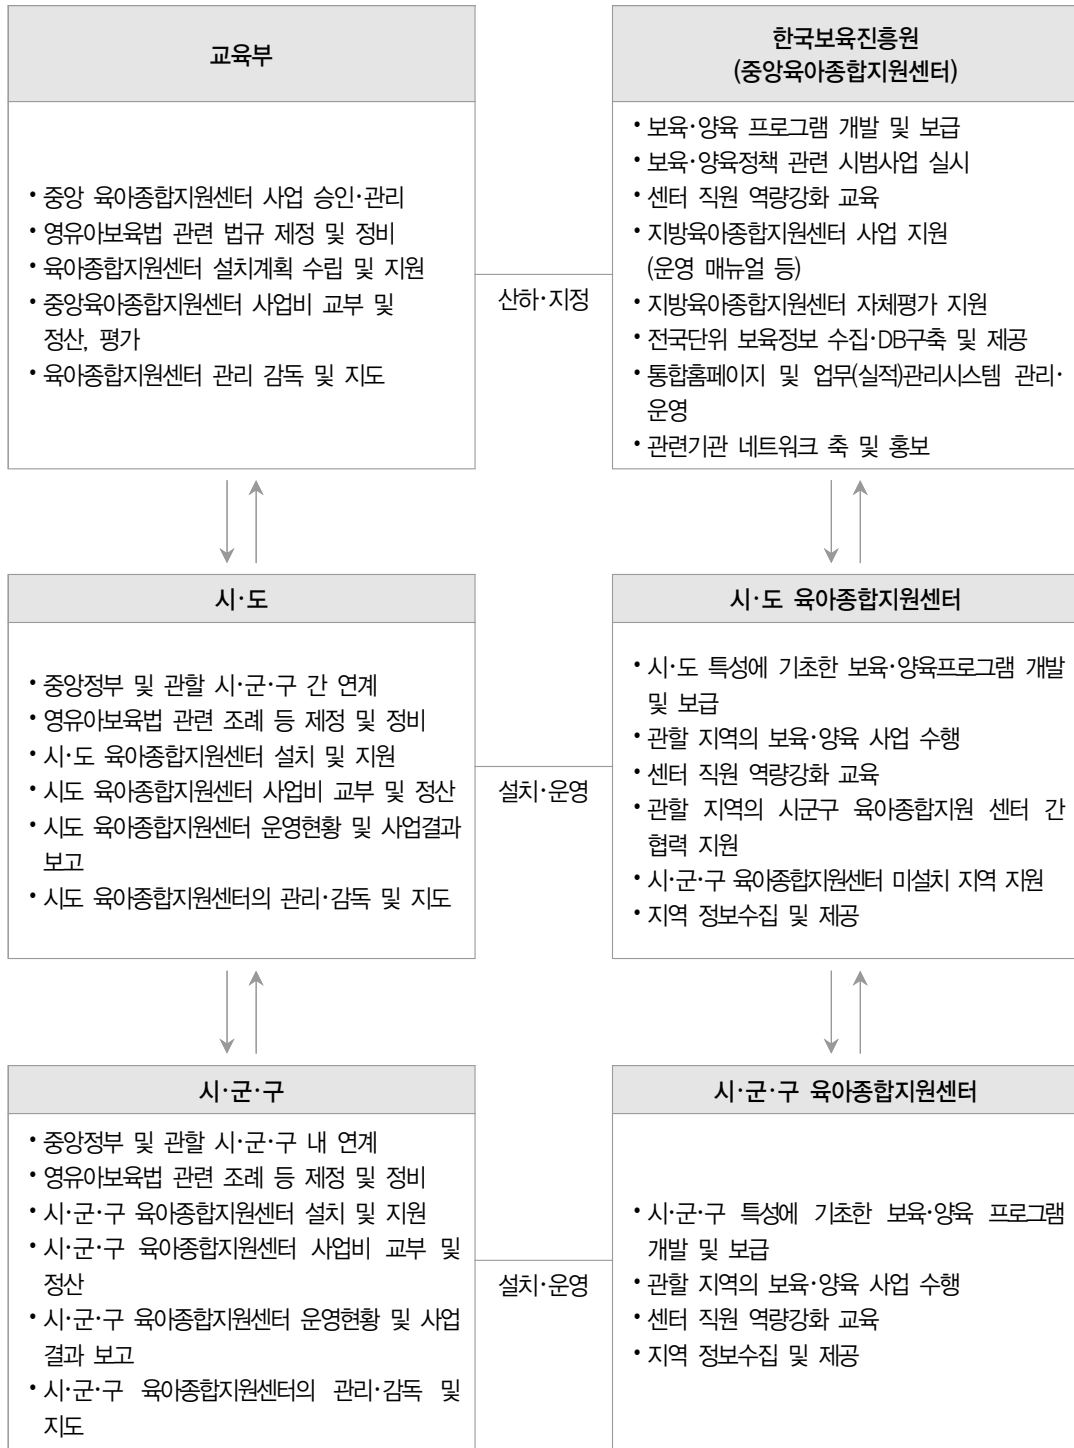 교육부
• 중앙 육아종합지원센터 사업 승인·관리
• 영유아보육법 관련 법규 제정 및 정비
• 육아종합지원센터 설치계획 수립 및 지원
• 중앙육아종합지원센터 사업비 교부 및
정산, 평가
• 육아종합지원센터 관리 감독 및 지도
산하·지정
한국보육진흥원
(중앙육아종합지원센터)
• 보육·양육 프로그램 개발 및 보급
• 보육·양육정책 관련 시범사업 실시
• 센터 직원 역량강화 교육
• 지방육아종합지원센터 사업 지원
(운영 매뉴얼 등)
• 지방육아종합지원센터 자체평가 지원
• 전국단위 보육정보 수집·DB구축 및 제공
• 통합홈페이지 및 업무(실적)관리시스템 관리·
운영
• 관련기관 네트워크 축 및 홍보
시·도
• 중앙정부 및 관할 시·군·구 간 연계
• 영유아보육법 관련 조례 등 제정 및 정비
• 시·도 육아종합지원센터 설치 및 지원
• 시도 육아종합지원센터 사업비 교부 및 정산
• 시도 육아종합지원센터 운영현황 및 사업결과
보고
• 시도 육아종합지원센터의 관리·감독 및 지도
설치·운영
시·도 육아종합지원센터
• 시·도 특성에 기초한 보육·양육프로그램 개발
및 보급
• 관할 지역의 보육·양육 사업 수행
• 센터 직원 역량강화 교육
• 관할 지역의 시군구 육아종합지원 센터 간
협력 지원
• 시·군·구 육아종합지원센터 미설치 지역 지원
• 지역 정보수집 및 제공
시·군·구
• 중앙정부 및 관할 시·군·구 내 연계
• 영유아보육법 관련 조례 등 제정 및 정비
• 시·군·구 육아종합지원센터 설치 및 지원
• 시·군·구 육아종합지원센터 사업비 교부 및
정산
• 시·군·구 육아종합지원센터 운영현황 및 사업
결과 보고
• 시·군·구 육아종합지원센터의 관리·감독 및
지도
설치·운영
시·군·구 육아종합지원센터
• 시·군·구 특성에 기초한 보육·양육 프로그램
개발 및 보급
• 관할 지역의 보육·양육 사업 수행
• 센터 직원 역량강화 교육
• 지역 정보수집 및 제공